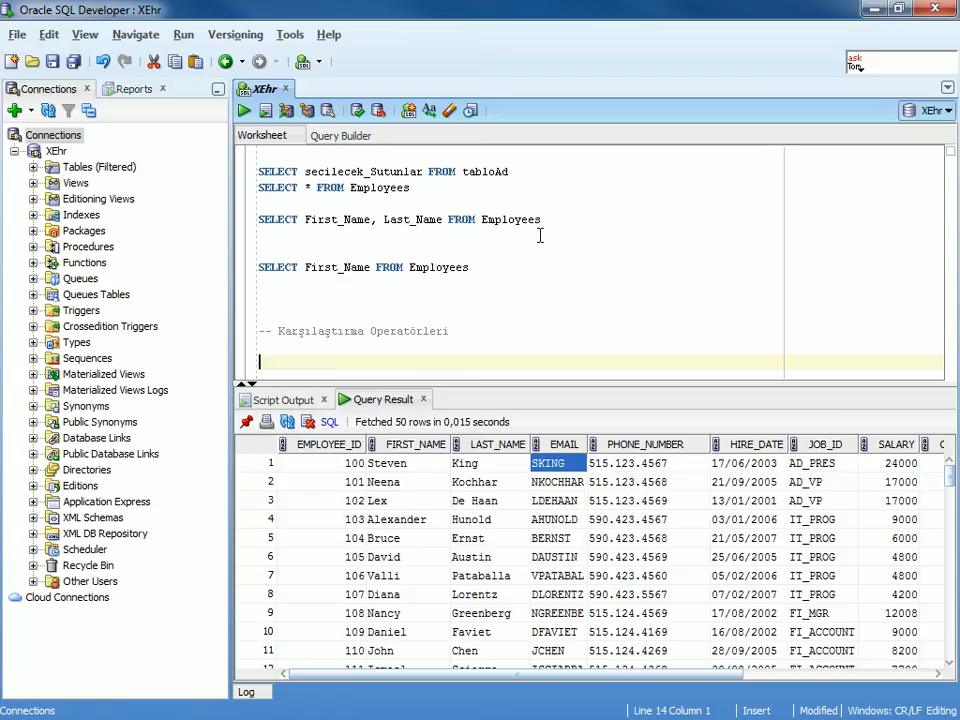 Oracle SQL Developer : XEhr
File Edit View Navigate Run Versioning Tools Help
ask
Tom
Connections Reports XEhr
XEhr
Worksheet Query Builder
Connections
XEhr
Tables (Filtered)
Views
Editioning Views
Indexes
Packages
Procedures
Functions
Queues
Queues Tables
Triggers
Crossedition Triggers
Types
Sequences
Materialized Views
Materialized Views Logs
Synonyms
Public Synonyms
Database Links
Public Database Links
Directories
Editions
Application Express
XML Schemas
XML DB Repository
Scheduler
Recycle Bin
Other Users
Cloud Connections
SELECT secilecek_Sutunlar FROM tabloAd
SELECT * FROM Employees
SELECT First_Name, Last_Name FROM Employees
SELECT First_Name FROM Employees
-- Karşılaştırma Operatörleri
Script Output Query Result
SQL Fetched 50 rows in 0,015 seconds
EMPLOYEE_ID FIRST_NAME LAST_NAME EMAIL PHONE_NUMBER HIRE_DATE JOB_ID SALARY C
1 100 Steven King SKING 515.123.4567 17/06/2003 AD_PRES 24000
2 101 Neena Kochhar NKOCHHAR 515.123.4568 21/09/2005 AD_VP 17000
3 102 Lex De Haan LDEHAAN 515.123.4569 13/01/2001 AD_VP 17000
4 103 Alexander Hunold AHUNOLD 590.423.4567 03/01/2006 IT_PROG 9000
5 104 Bruce Ernst BERNST 590.423.4568 21/05/2007 IT_PROG 6000
6 105 David Austin DAUSTIN 590.423.4569 25/06/2005 IT_PROG 4800
7 106 Valli Pataballa VPATABAL 590.423.4560 05/02/2006 IT_PROG 4800
8 107 Diana Lorentz DLORENTZ 590.423.5567 07/02/2007 IT_PROG 4200
9 108 Nancy Greenberg NGREENBE 515.124.4569 17/08/2002 FI_MGR 12008
10 109 Daniel Faviet DFAVIET 515.124.4169 16/08/2002 FI_ACCOUNT 9000
11 110 John Chen JCHEN 515.124.4269 28/09/2005 FI_ACCOUNT 8200
Log
Connections Line 14 Column 1 Insert Modified Windows: CR/LF Editing